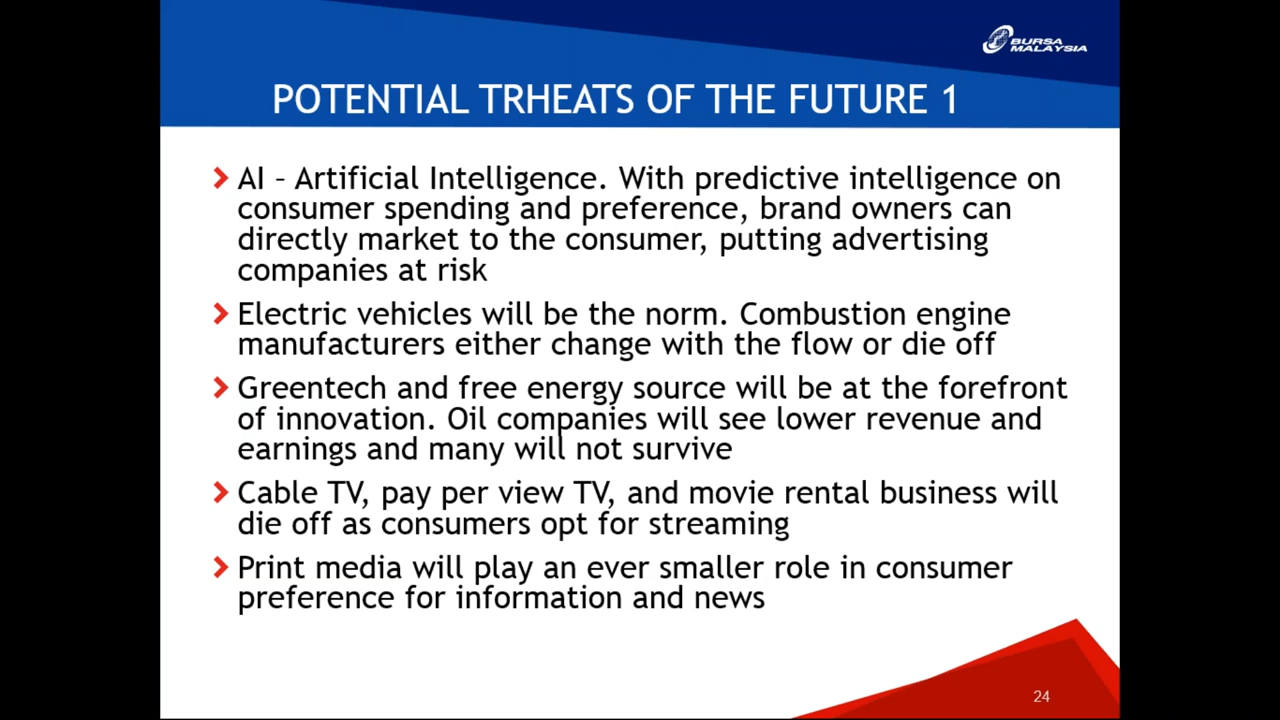 BURSA
MALAYSIA
POTENTIAL TRHEATS OF THE FUTURE 1
AI – Artificial Intelligence. With predictive intelligence on
consumer spending and preference, brand owners can
directly market to the consumer, putting advertising
companies at risk
Electric vehicles will be the norm. Combustion engine
manufacturers either change with the flow or die off
Greentech and free energy source will be at the forefront
of innovation. Oil companies will see lower revenue and
earnings and many will not survive
Cable TV, pay per view TV, and movie rental business will
die off as consumers opt for streaming
Print media will play an ever smaller role in consumer
preference for information and news
24